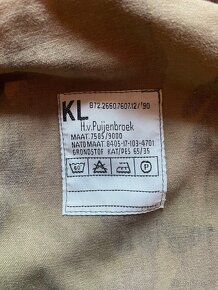 KL 872.2660.7607.12/'90
H.v.Puijenbroek
MAAT. 7585/9000
NATOMAAT. 8405-17-103-4701
GRONDSTOF KAT/PES 65/35
60 P